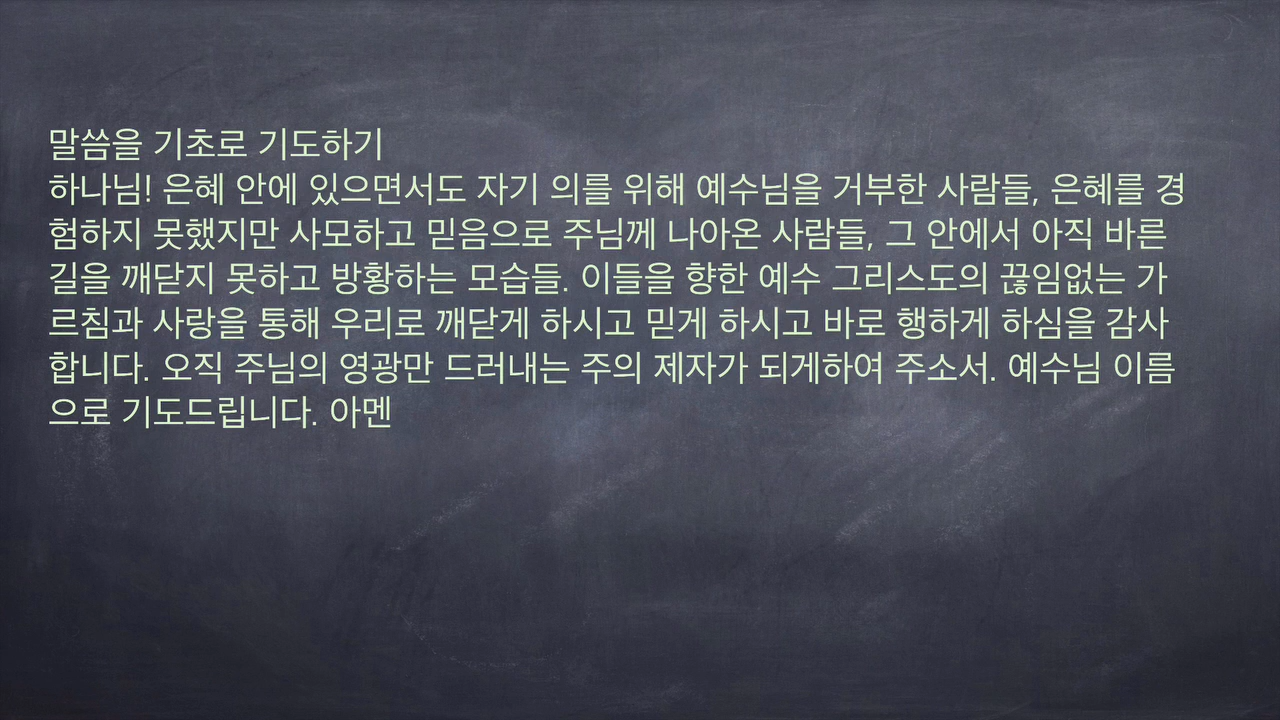 말씀을 기초로 기도하기
하나님! 은혜 안에 있으면서도 자기 의를 위해 예수님을 거부한 사람들, 은혜를 경
험하지 못했지만 사모하고 믿음으로 주님께 나아온 사람들, 그 안에서 아직 바른
길을 깨닫지 못하고 방황하는 모습들. 이들을 향한 예수 그리스도의 끊임없는 가
르침과 사랑을 통해 우리로 깨닫게 하시고 믿게 하시고 바로 행하게 하심을 감사
합니다. 오직 주님의 영광만 드러내는 주의 제자가 되게하여 주소서. 예수님 이름
으로 기도드립니다. 아멘